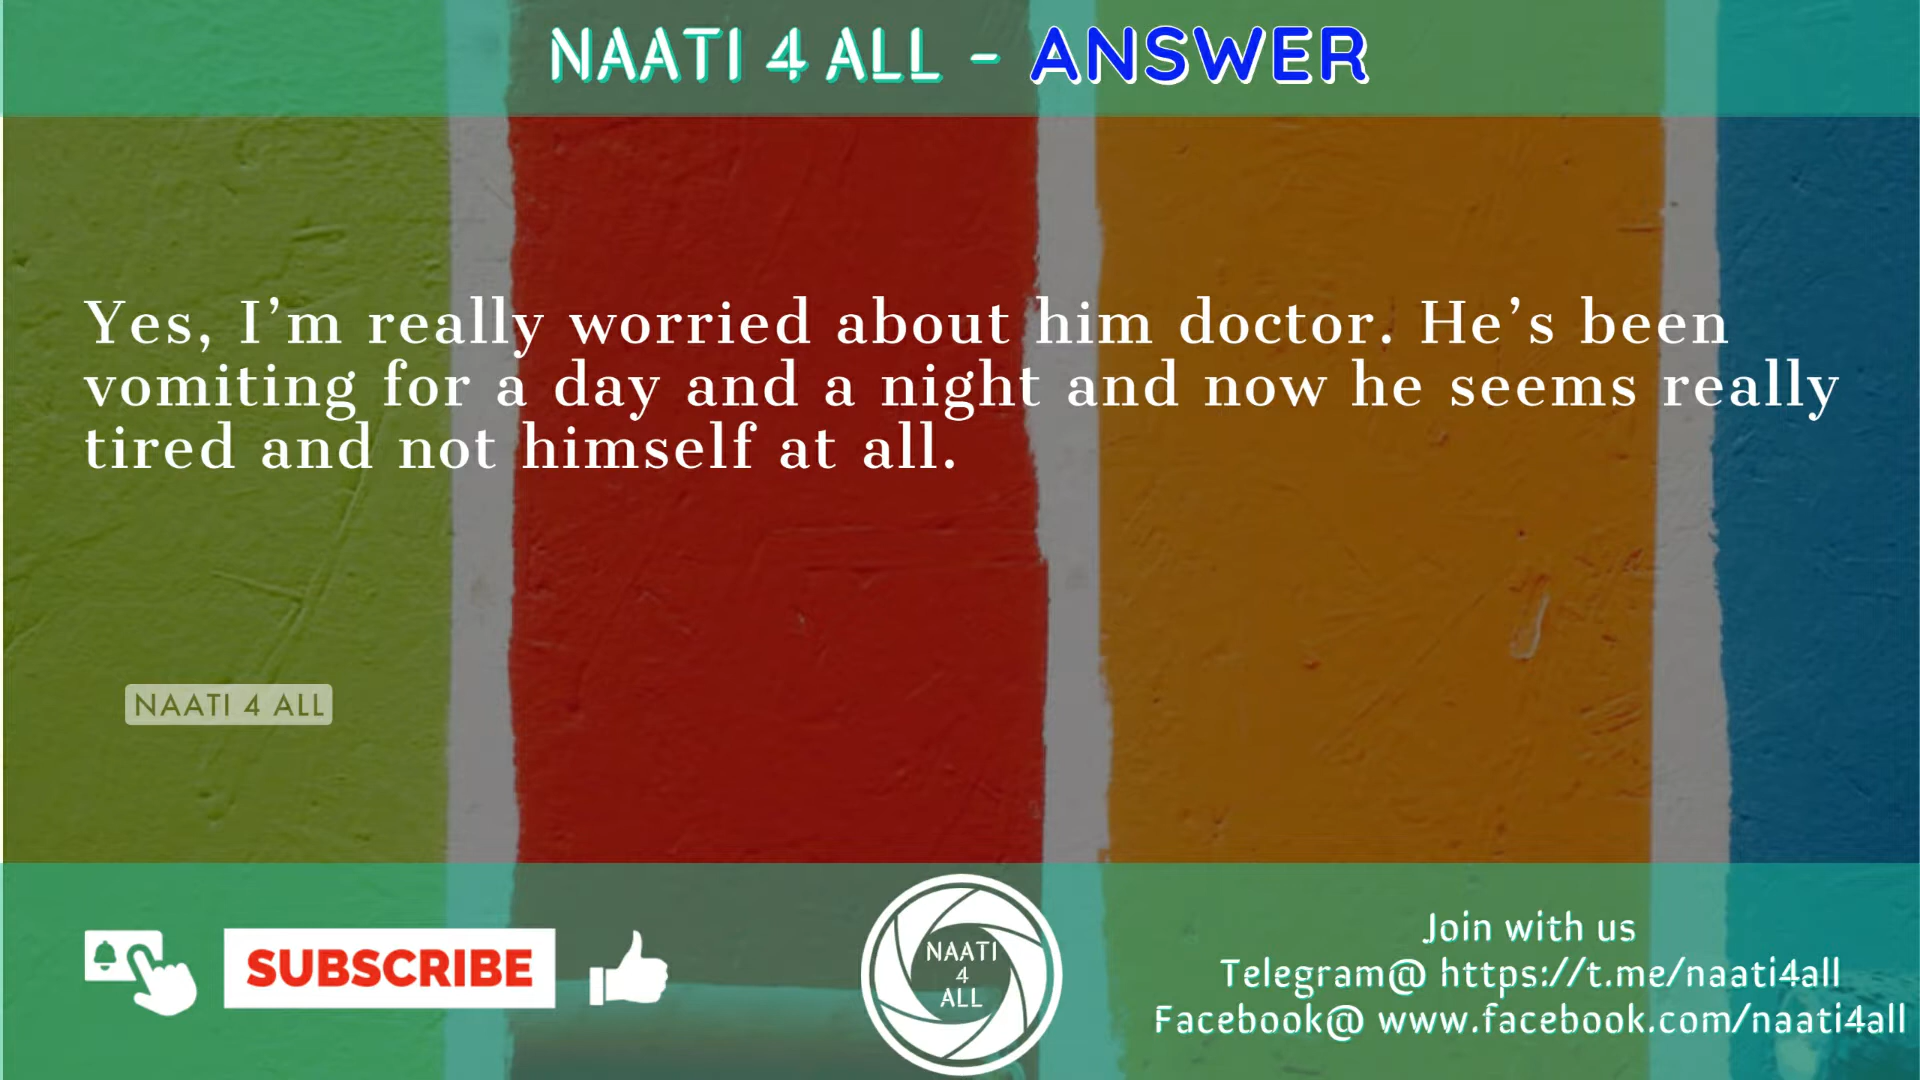 NAATI 4 ALL - ANSWER
Yes, I'm really worried about him doctor. He's been
vomiting for a day and a night and now he seems really
tired and not himself at all.
NAATI 4 ALL
SUBSCRIBE
NAATI
4
ALL
Join with us
Telegram@ https://t.me/naati4all
Facebook@ www.facebook.com/naati4all